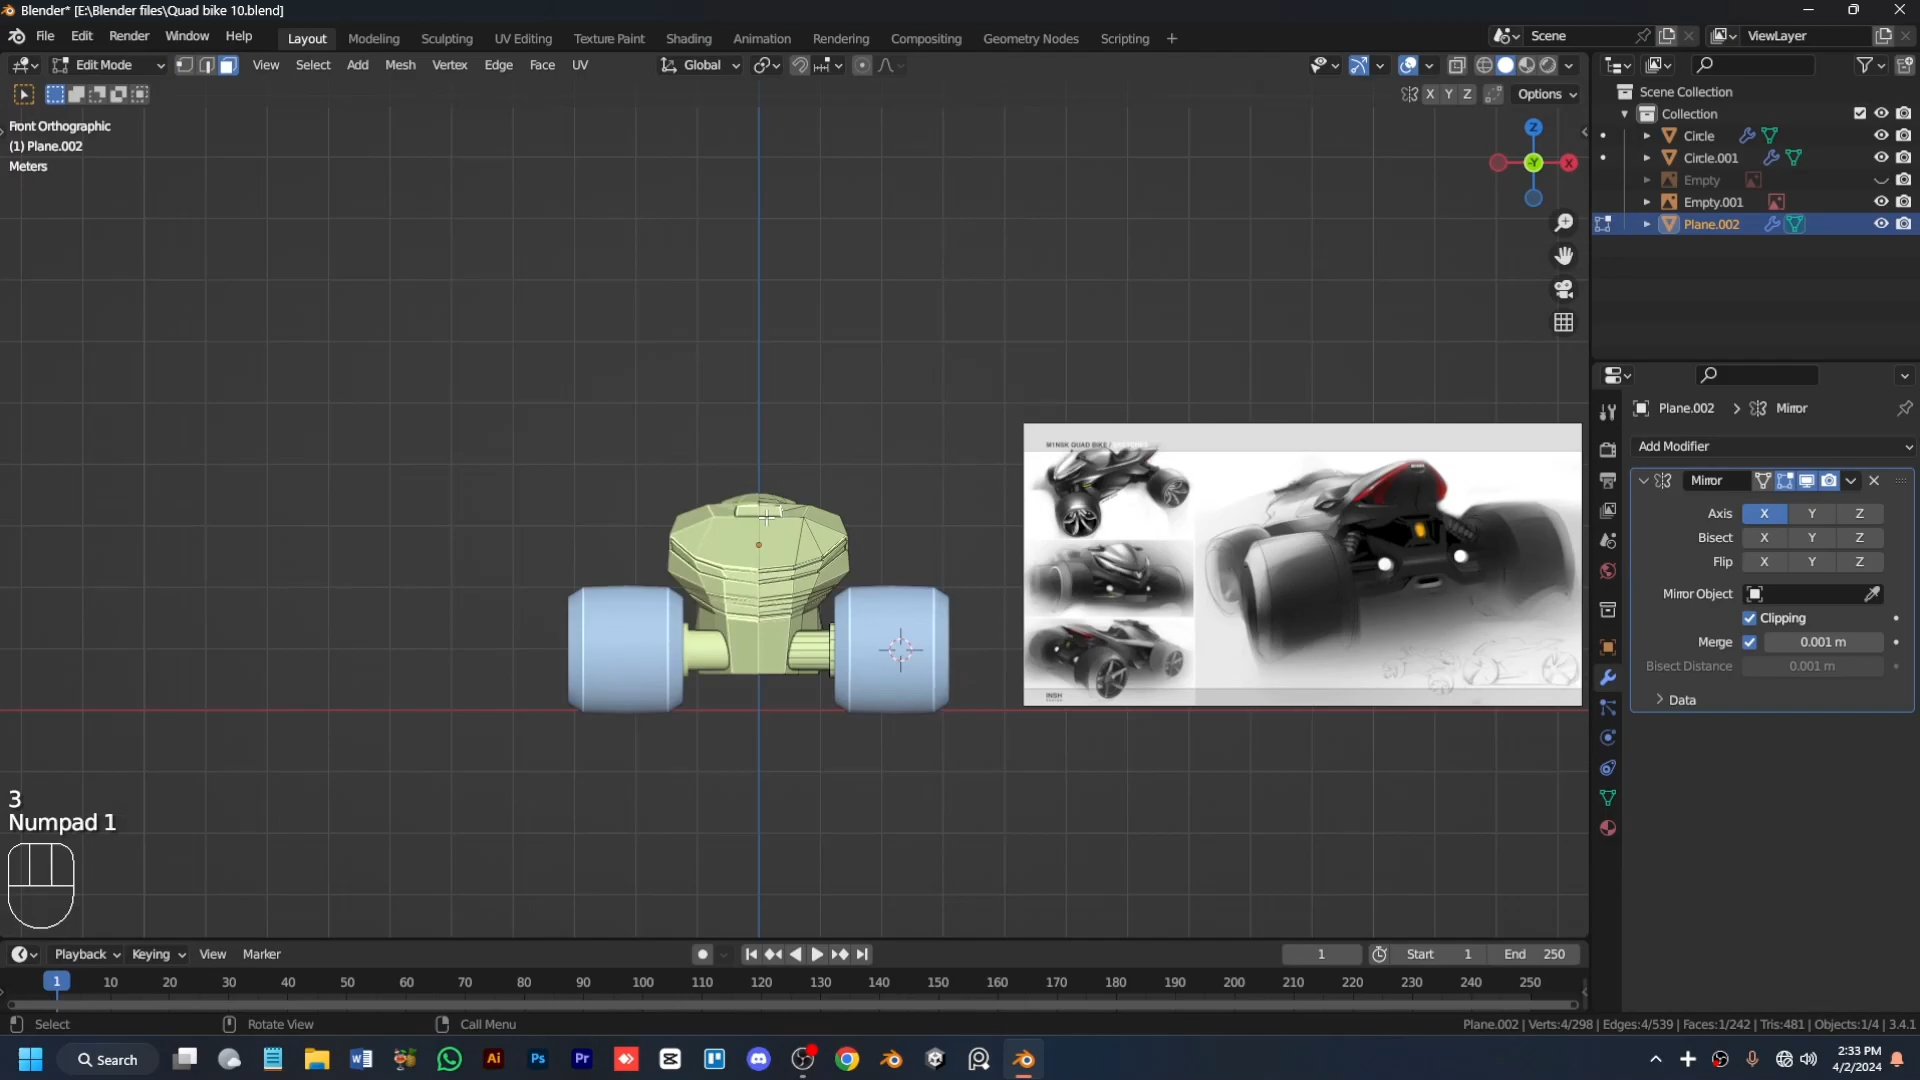 Blender* [E:\Blender files\Quad bike 10.blend]
File Edit Render Window Help
Layout Modeling Sculpting UV Editing Texture Paint Shading Animation Rendering Compositing Geometry Nodes Scripting +
Scene
ViewLayer
Edit Mode
View Select Add Mesh Vertex Edge Face UV
Global
X Y Z Options
Front Orthographic
(1) Plane.002
Meters
Z
-Y
X
Scene Collection
Collection
Circle
Circle.001
Empty
Empty.001
Plane.002
Plane.002 > Mirror
Add Modifier
Mirror
Axis X Y Z
Bisect X Y Z
Flip X Y Z
Mirror Object
Clipping
Merge 0.001 m
Bisect Distance 0.001 m
Data
M1NSK QUAD BIKE /
3
Numpad 1
Playback Keying View Marker
1 Start 1 End 250
1 10 20 30 40 50 60 70 80 90 100 110 120 130 140 150 160 170 180 190 200 210 220 230 240 250
Select Rotate View Call Menu
Plane.002 | Verts:4/298 | Edges:4/539 | Faces:1/242 | Tris:481 | Objects:1/4 | 3.4.1
Search
Ai Ps Pr
2:33 PM
4/2/2024